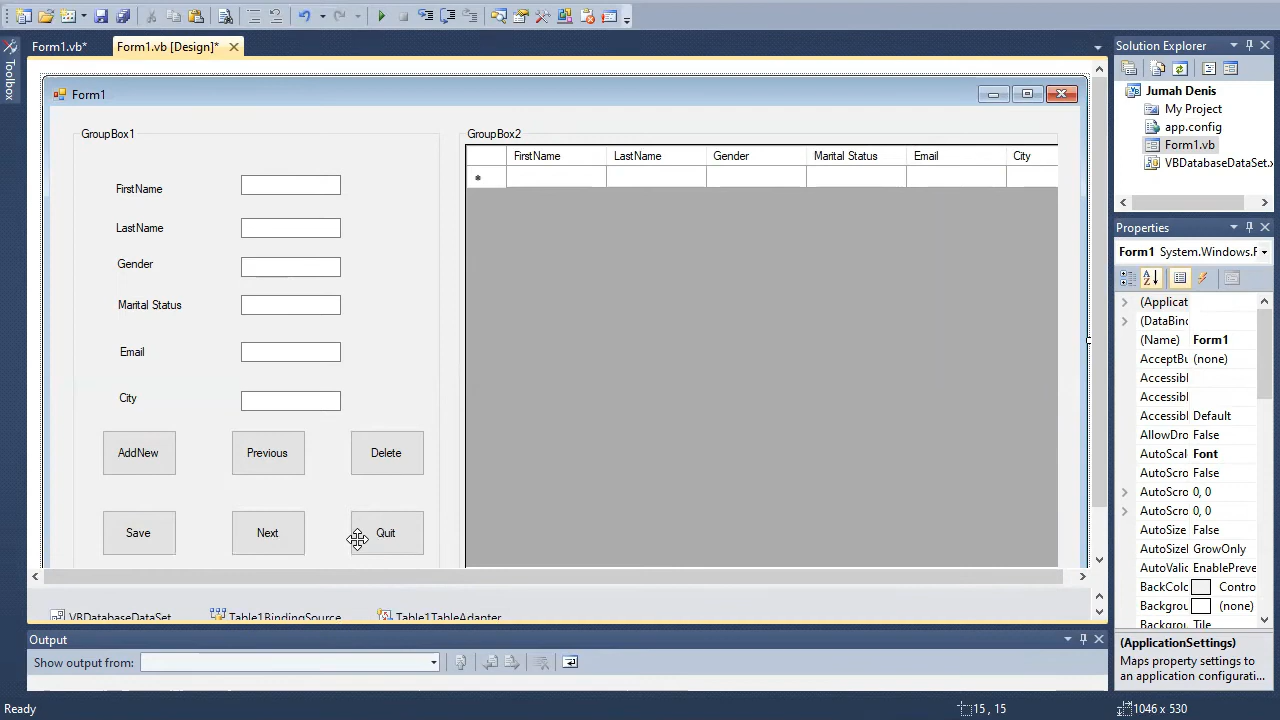 Form1.vb*
Form1.vb [Design]*
Toolbox
Form1
GroupBox1
FirstName
LastName
Gender
Marital Status
Email
City
AddNew
Previous
Delete
Save
Next
Quit
GroupBox2
FirstName LastName Gender Marital Status Email City
VBDatabaseDataSet
Table1BindingSource
Table1TableAdapter
Output
Show output from:
Ready
15 , 15
1046 x 530
Solution Explorer
Jumah Denis
My Project
app.config
Form1.vb
VBDatabaseDataSet.x
Properties
Form1 System.Windows.F
(Applicat
(DataBinc
(Name) Form1
AcceptBu (none)
Accessibl
Accessibl
Accessibl Default
AllowDro False
AutoScal Font
AutoScro False
AutoScro 0, 0
AutoScro 0, 0
AutoSize False
AutoSizel GrowOnly
AutoValic EnablePreve
BackColo Contro
Backgrou (none)
Backgrou Tile
(ApplicationSettings)
Maps property settings to
an application configurati...